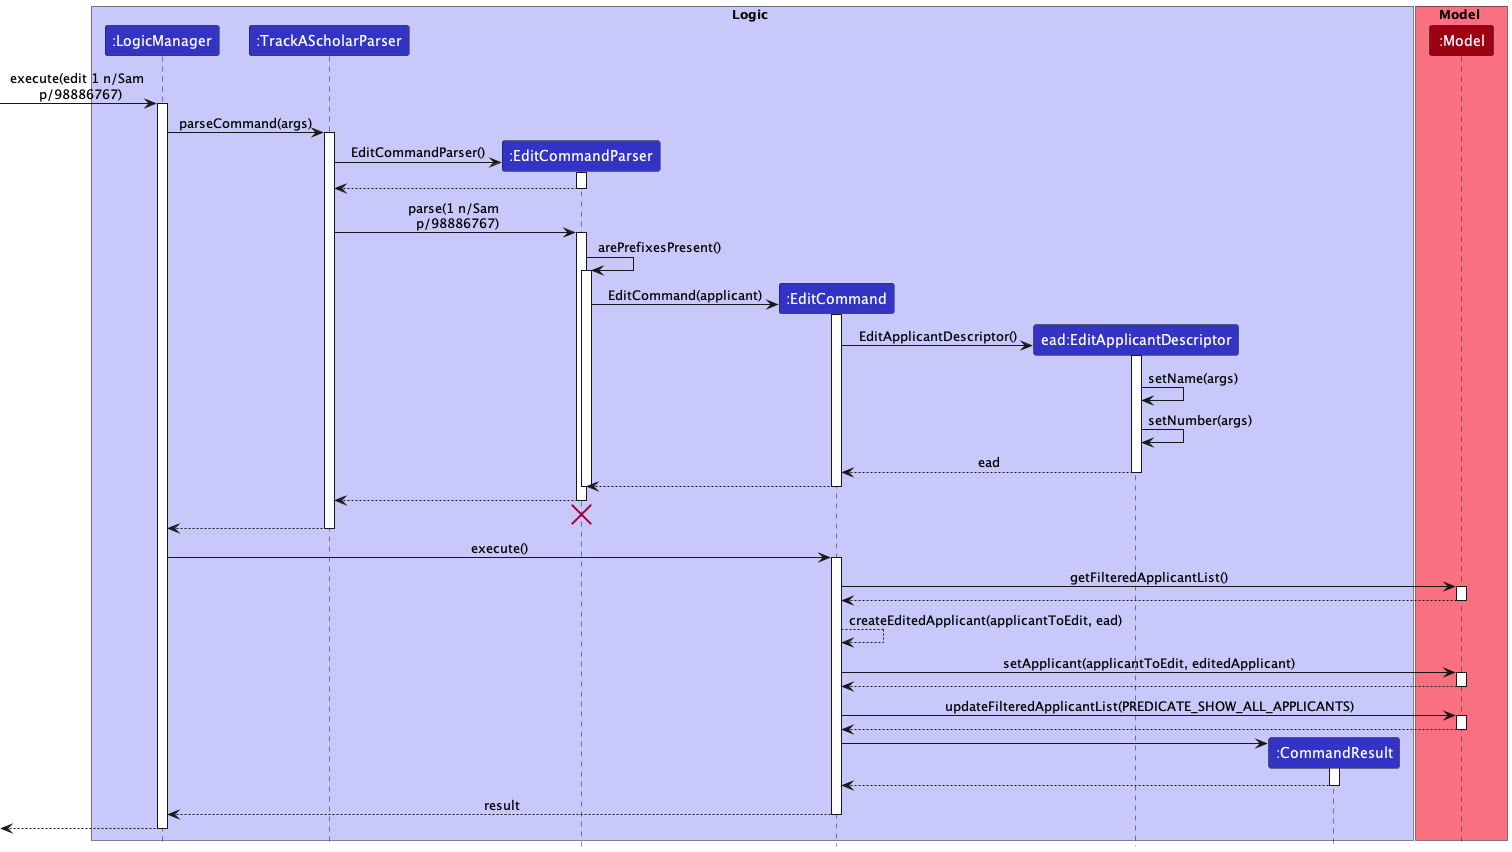 Logic
Model
:LogicManager
:TrackAScholarParser
:Model
execute(edit 1 n/Sam
p/98886767)
parseCommand(args)
EditCommandParser()
:EditCommandParser
parse(1 n/Sam
p/98886767)
arePrefixesPresent()
EditCommand(applicant)
:EditCommand
EditApplicantDescriptor()
ead:EditApplicantDescriptor
setName(args)
setNumber(args)
ead
execute()
getFilteredApplicantList()
createEditedApplicant(applicantToEdit, ead)
setApplicant(applicantToEdit, editedApplicant)
updateFilteredApplicantList(PREDICATE_SHOW_ALL_APPLICANTS)
:CommandResult
result